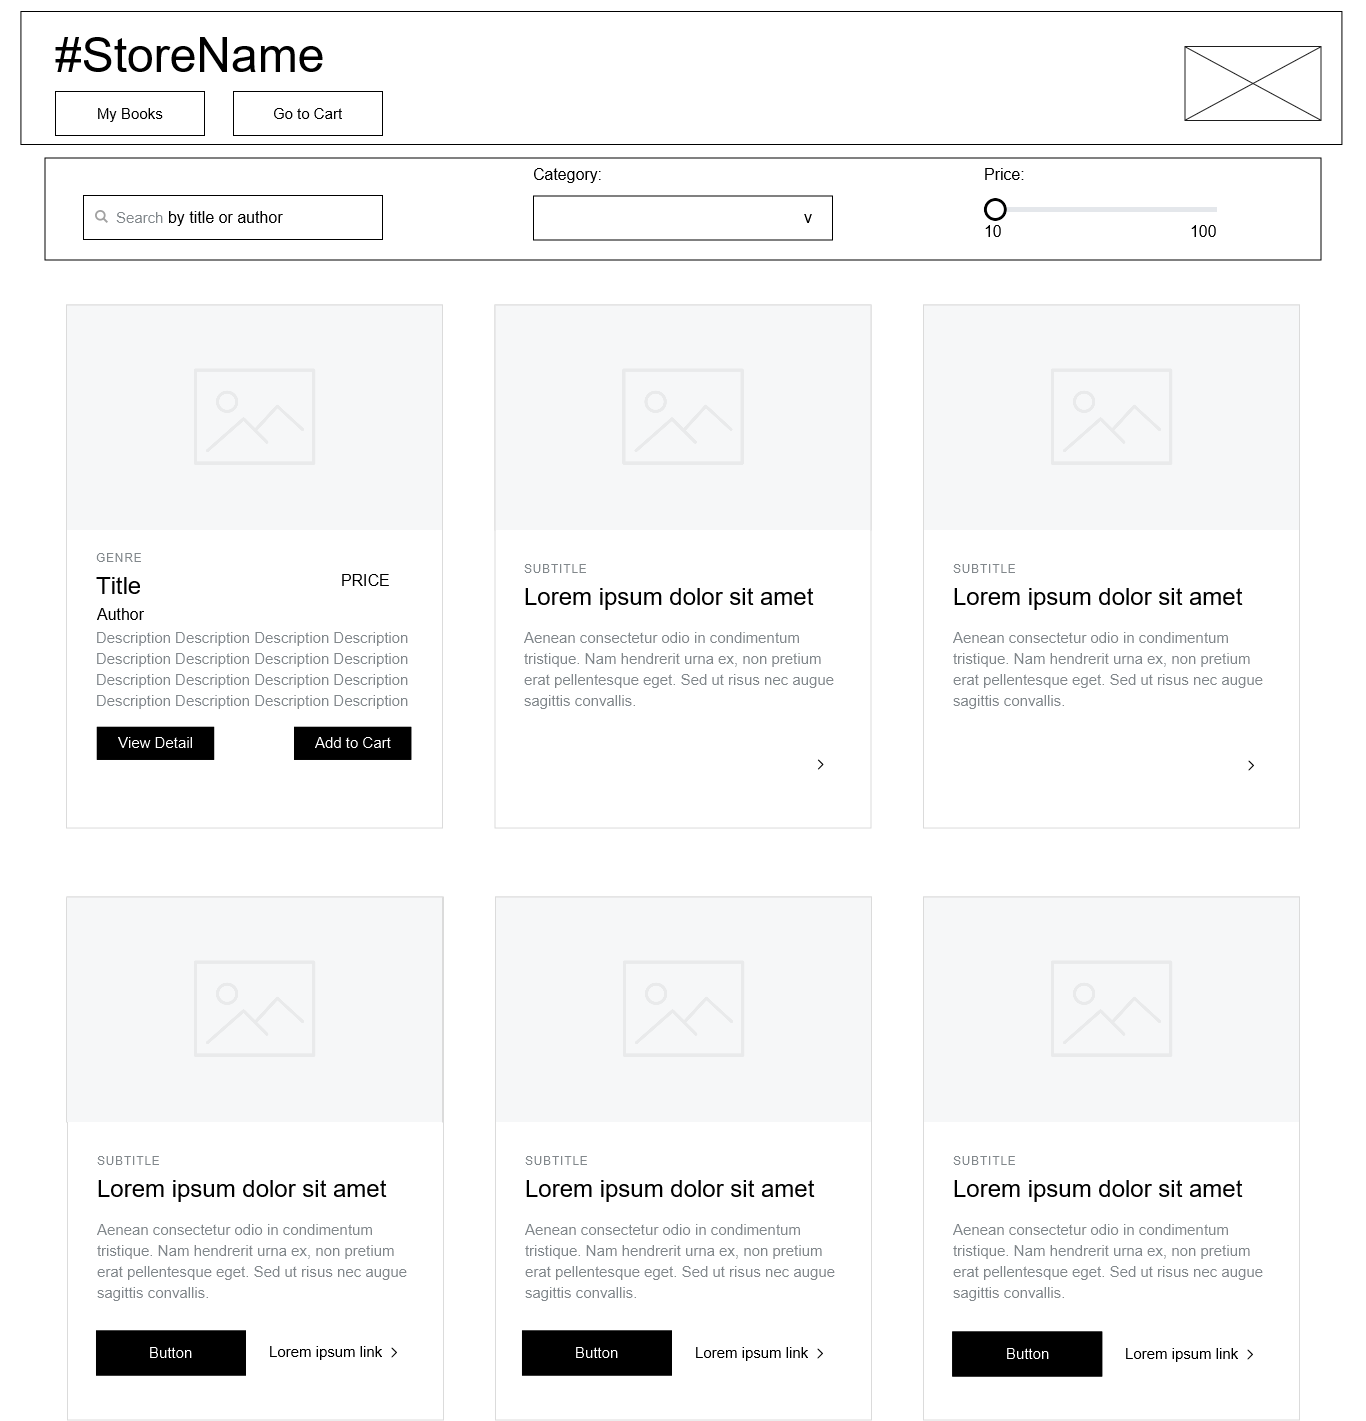 #StoreName
My Books
Go to Cart
Category:
Price:
Search by title or author
v
10
100
GENRE
Title
PRICE
Author
Description Description Description Description
Description Description Description Description
Description Description Description Description
Description Description Description Description
View Detail
Add to Cart
SUBTITLE
Lorem ipsum dolor sit amet
Aenean consectetur odio in condimentum
tristique. Nam hendrerit urna ex, non pretium
erat pellentesque eget. Sed ut risus nec augue
sagittis convallis.
SUBTITLE
Lorem ipsum dolor sit amet
Aenean consectetur odio in condimentum
tristique. Nam hendrerit urna ex, non pretium
erat pellentesque eget. Sed ut risus nec augue
sagittis convallis.
SUBTITLE
Lorem ipsum dolor sit amet
Aenean consectetur odio in condimentum
tristique. Nam hendrerit urna ex, non pretium
erat pellentesque eget. Sed ut risus nec augue
sagittis convallis.
Button
Lorem ipsum link
SUBTITLE
Lorem ipsum dolor sit amet
Aenean consectetur odio in condimentum
tristique. Nam hendrerit urna ex, non pretium
erat pellentesque eget. Sed ut risus nec augue
sagittis convallis.
Button
Lorem ipsum link
SUBTITLE
Lorem ipsum dolor sit amet
Aenean consectetur odio in condimentum
tristique. Nam hendrerit urna ex, non pretium
erat pellentesque eget. Sed ut risus nec augue
sagittis convallis.
Button
Lorem ipsum link